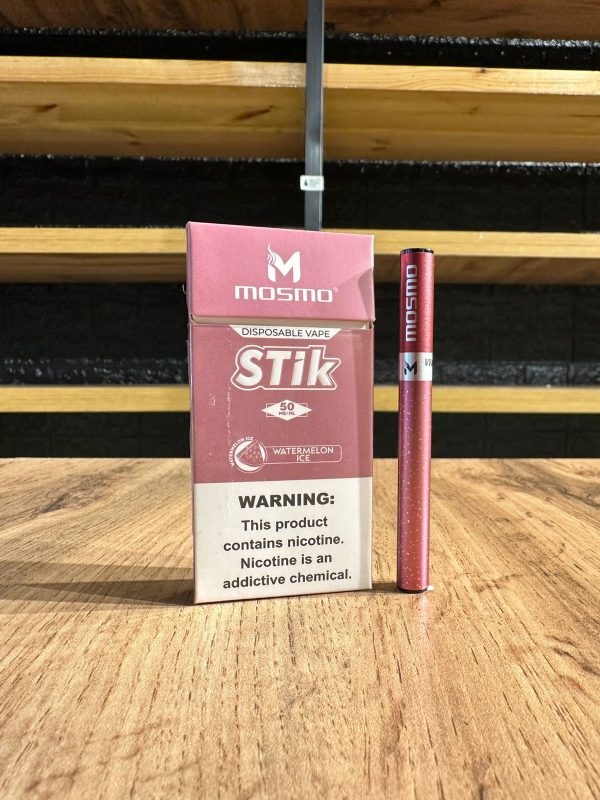 M
MOSMO®
DISPOSABLE VAPE
STiK
50
MG/ML
WATERMELON ICE
WATERMELON
ICE
WARNING:
This product
contains nicotine.
Nicotine is an
addictive chemical.
MOSMO
M